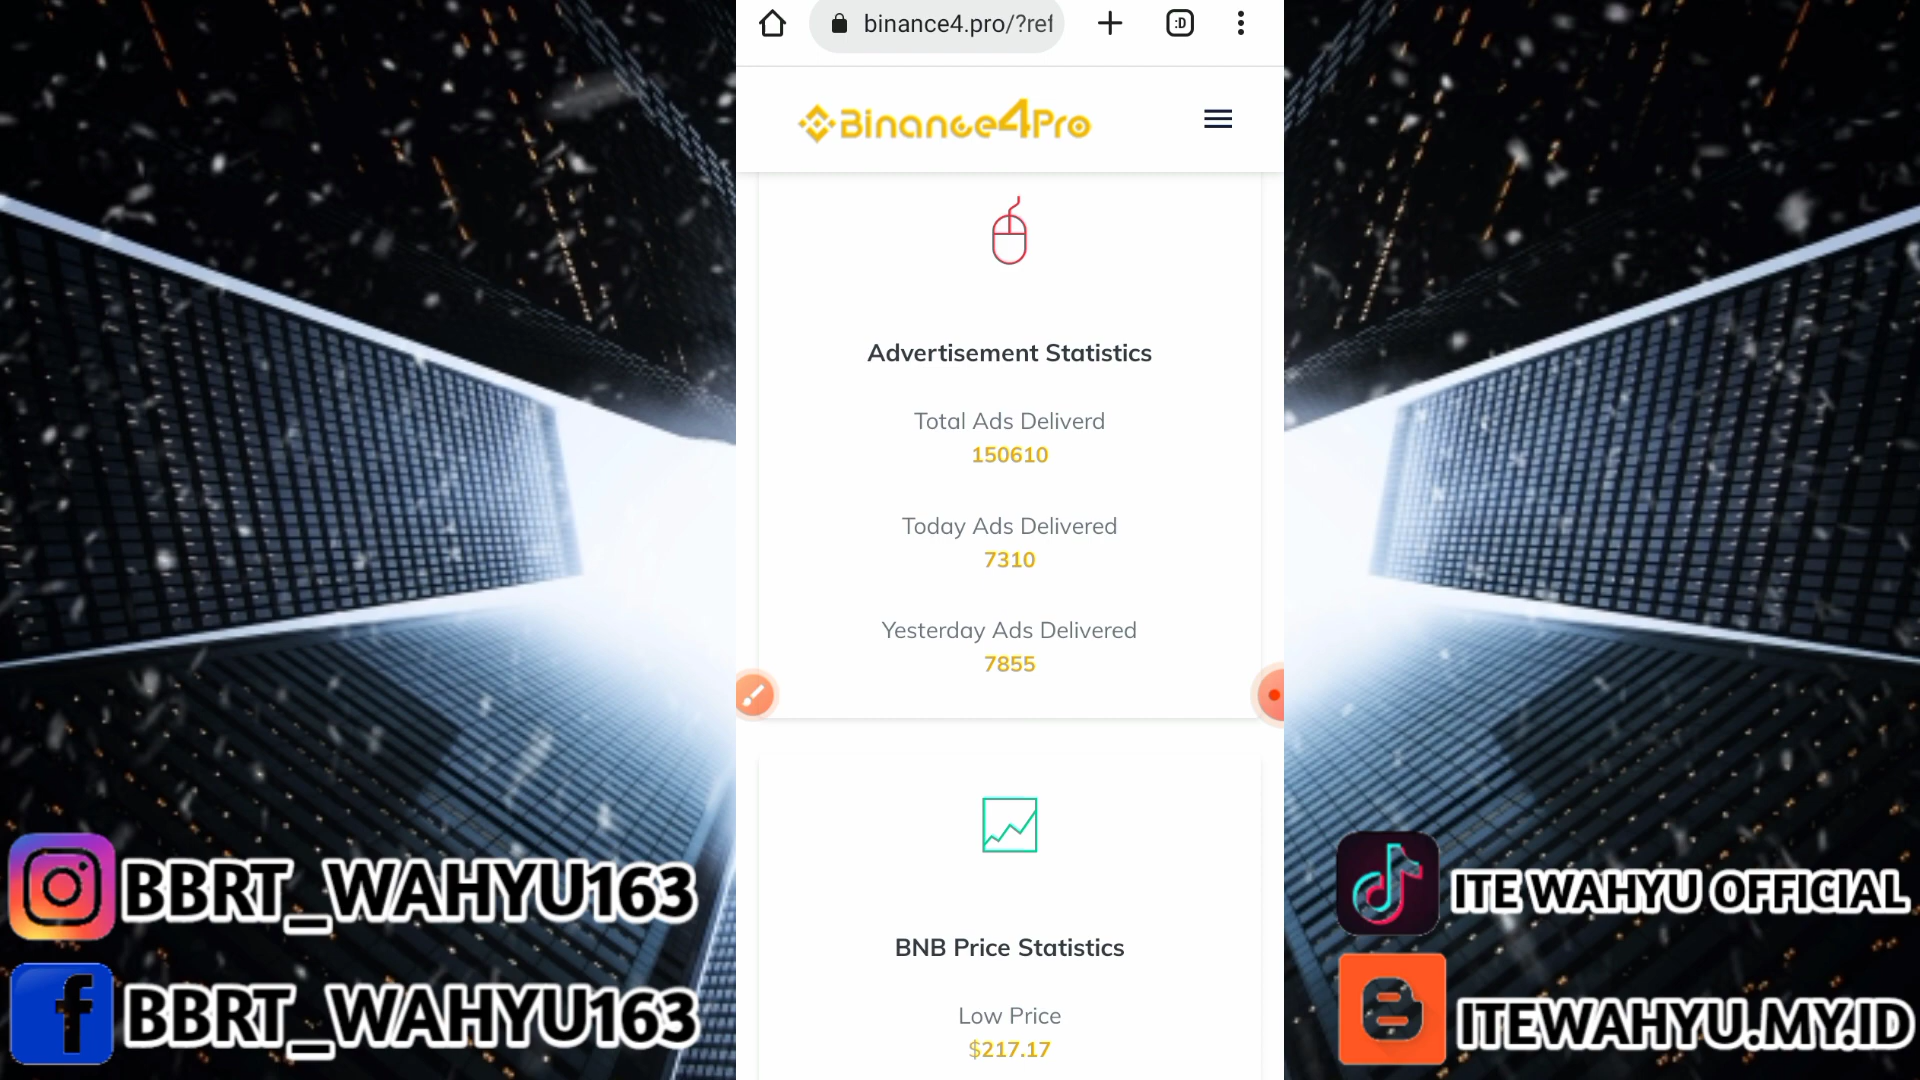 binance4.pro/?ref
:D
Binance4Pro
Advertisement Statistics
Total Ads Deliverd
150610
Today Ads Delivered
7310
Yesterday Ads Delivered
7855
BNB Price Statistics
Low Price
$217.17
BBRT_WAHYU163
BBRT_WAHYU163
ITE WAHYU OFFICIAL
ITEWAHYU.MY.ID